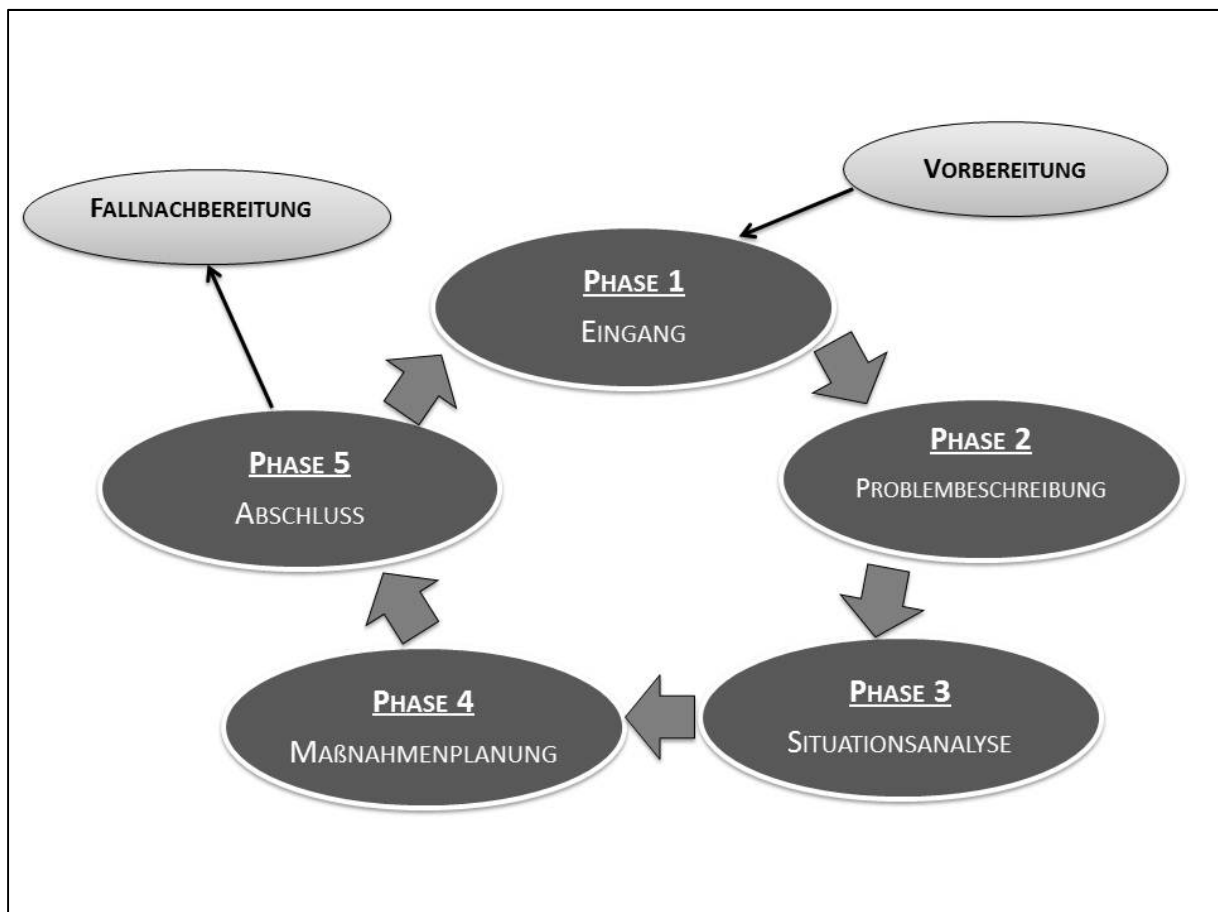 VORBEREITUNG
FALLNACHBEREITUNG
PHASE 1
EINGANG
PHASE 2
PROBLEMBESCHREIBUNG
PHASE 3
SITUATIONSANALYSE
PHASE 4
MAßNAHMENPLANUNG
PHASE 5
ABSCHLUSS